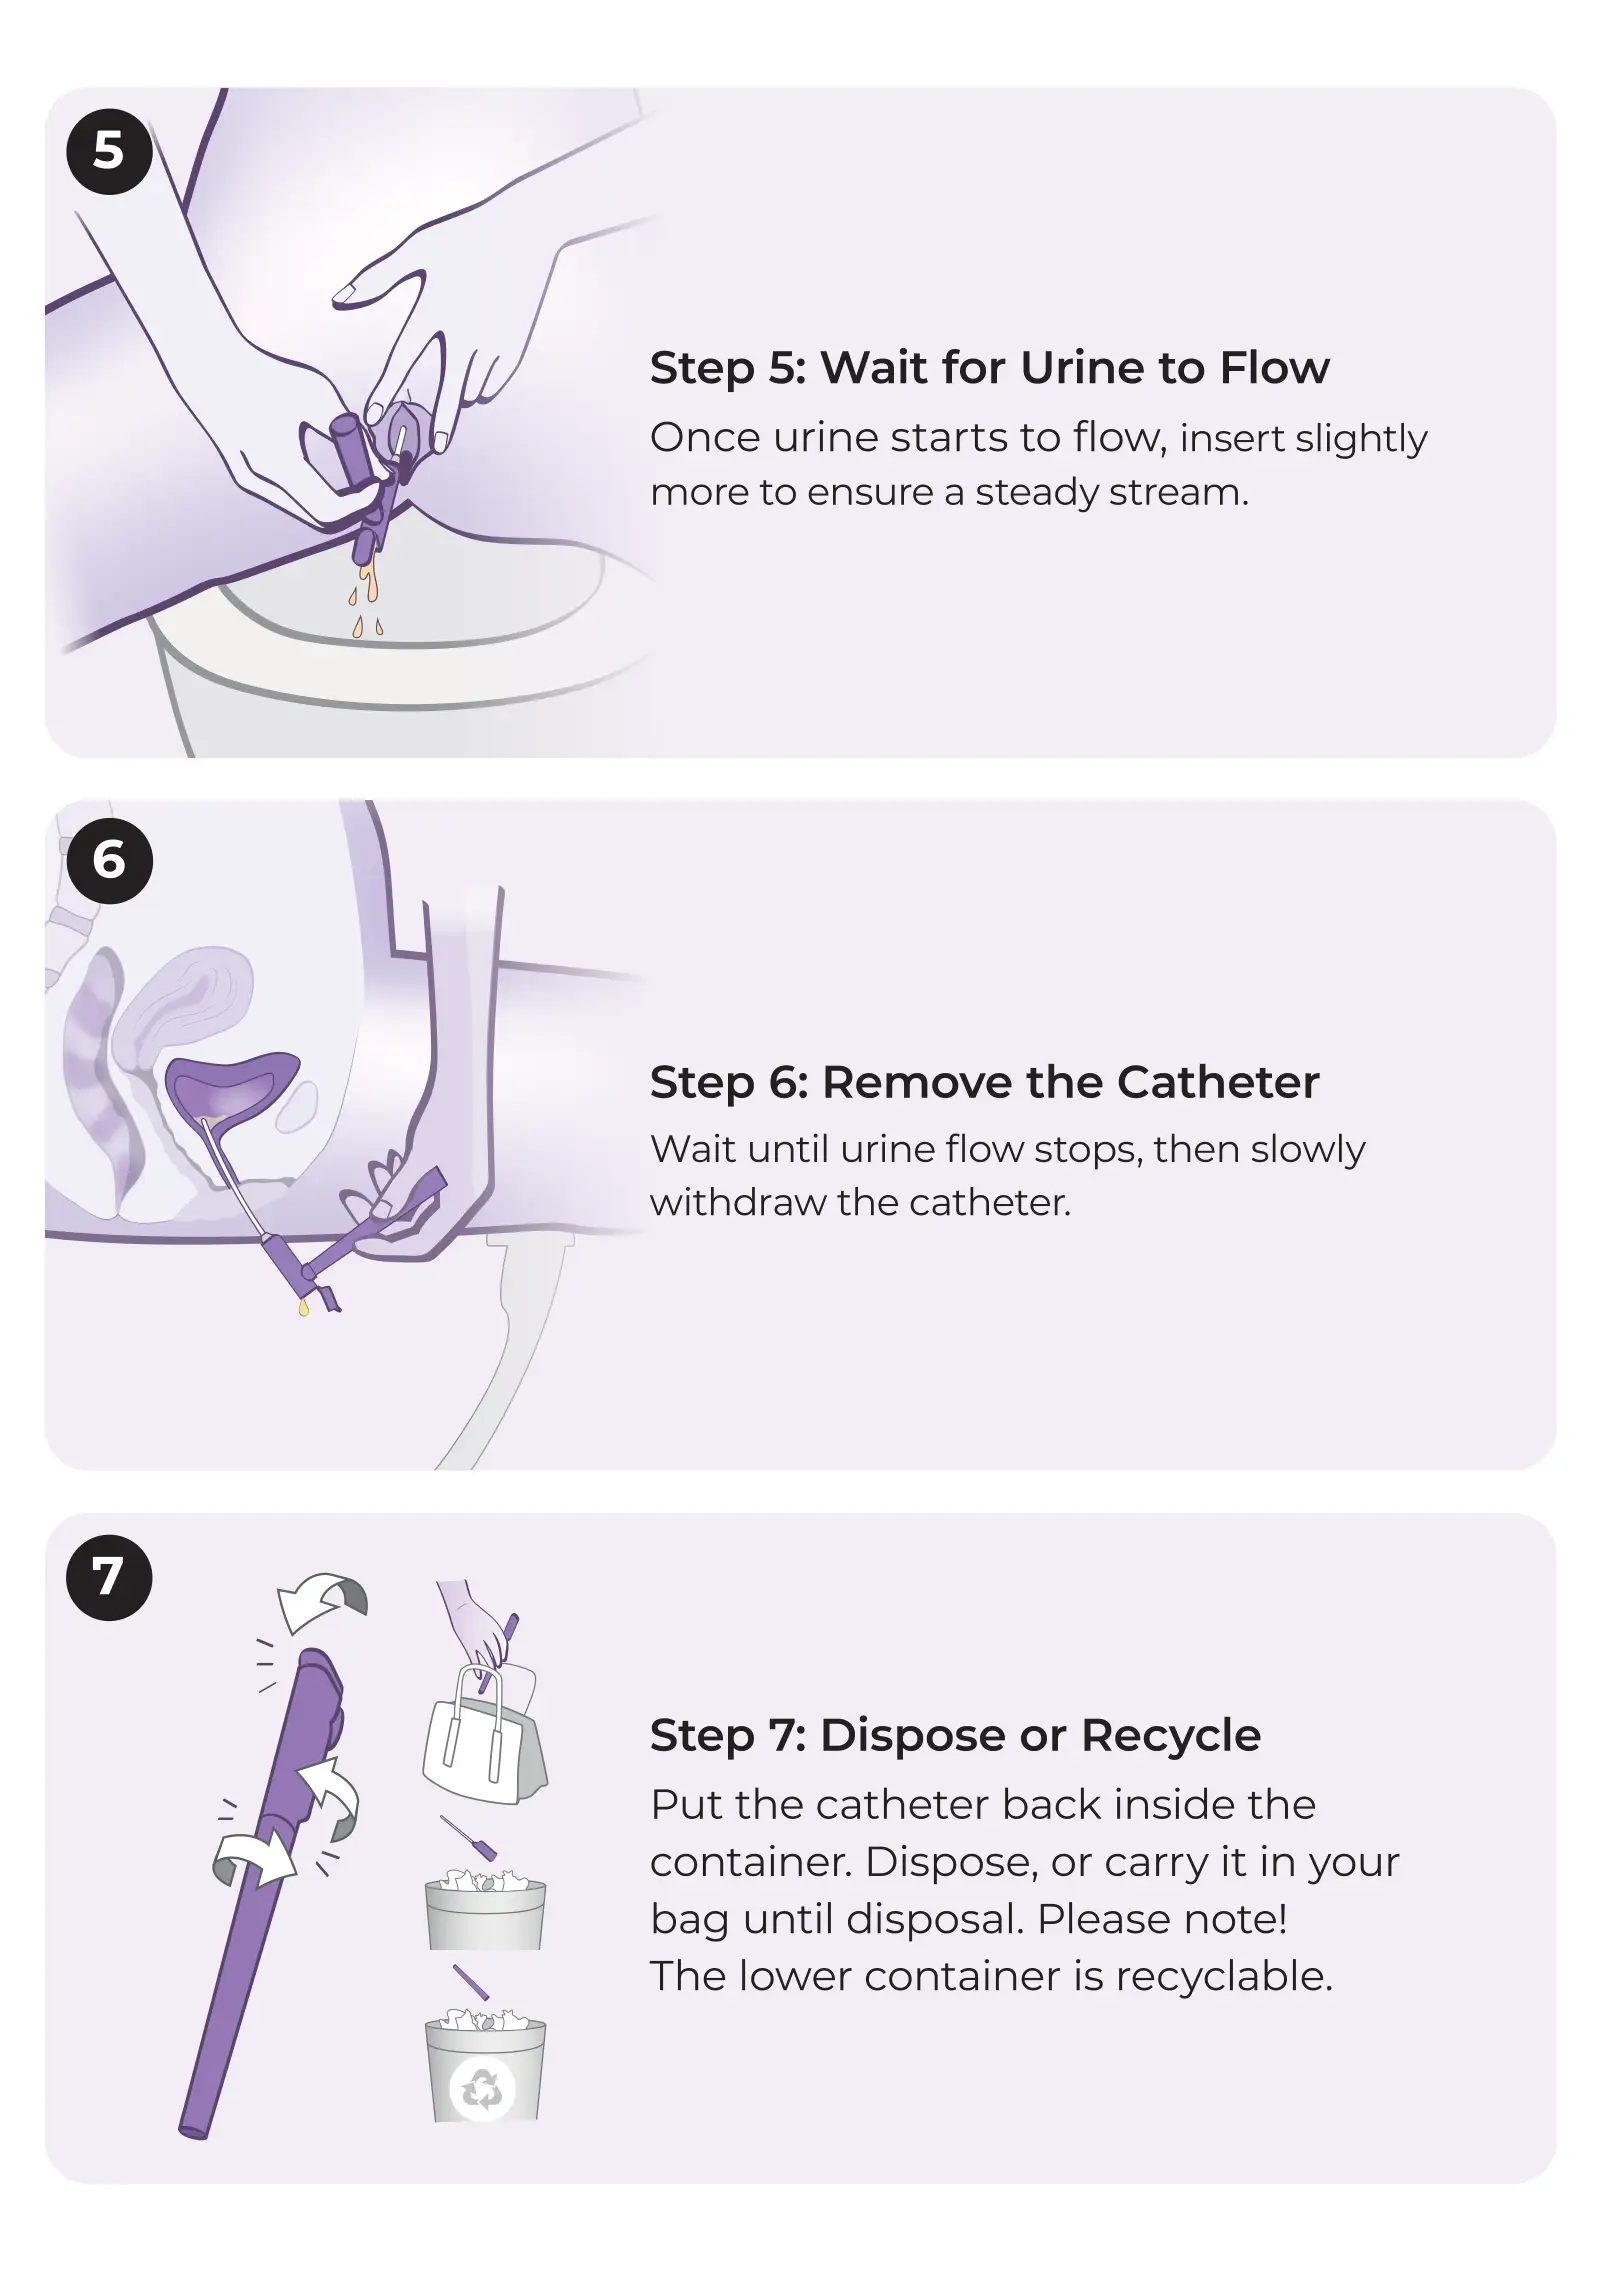 5
Step 5: Wait for Urine to Flow
Once urine starts to flow, insert slightly
more to ensure a steady stream.
6
Step 6: Remove the Catheter
Wait until urine flow stops, then slowly
withdraw the catheter.
7
Step 7: Dispose or Recycle
Put the catheter back inside the
container. Dispose, or carry it in your
bag until disposal. Please note!
The lower container is recyclable.